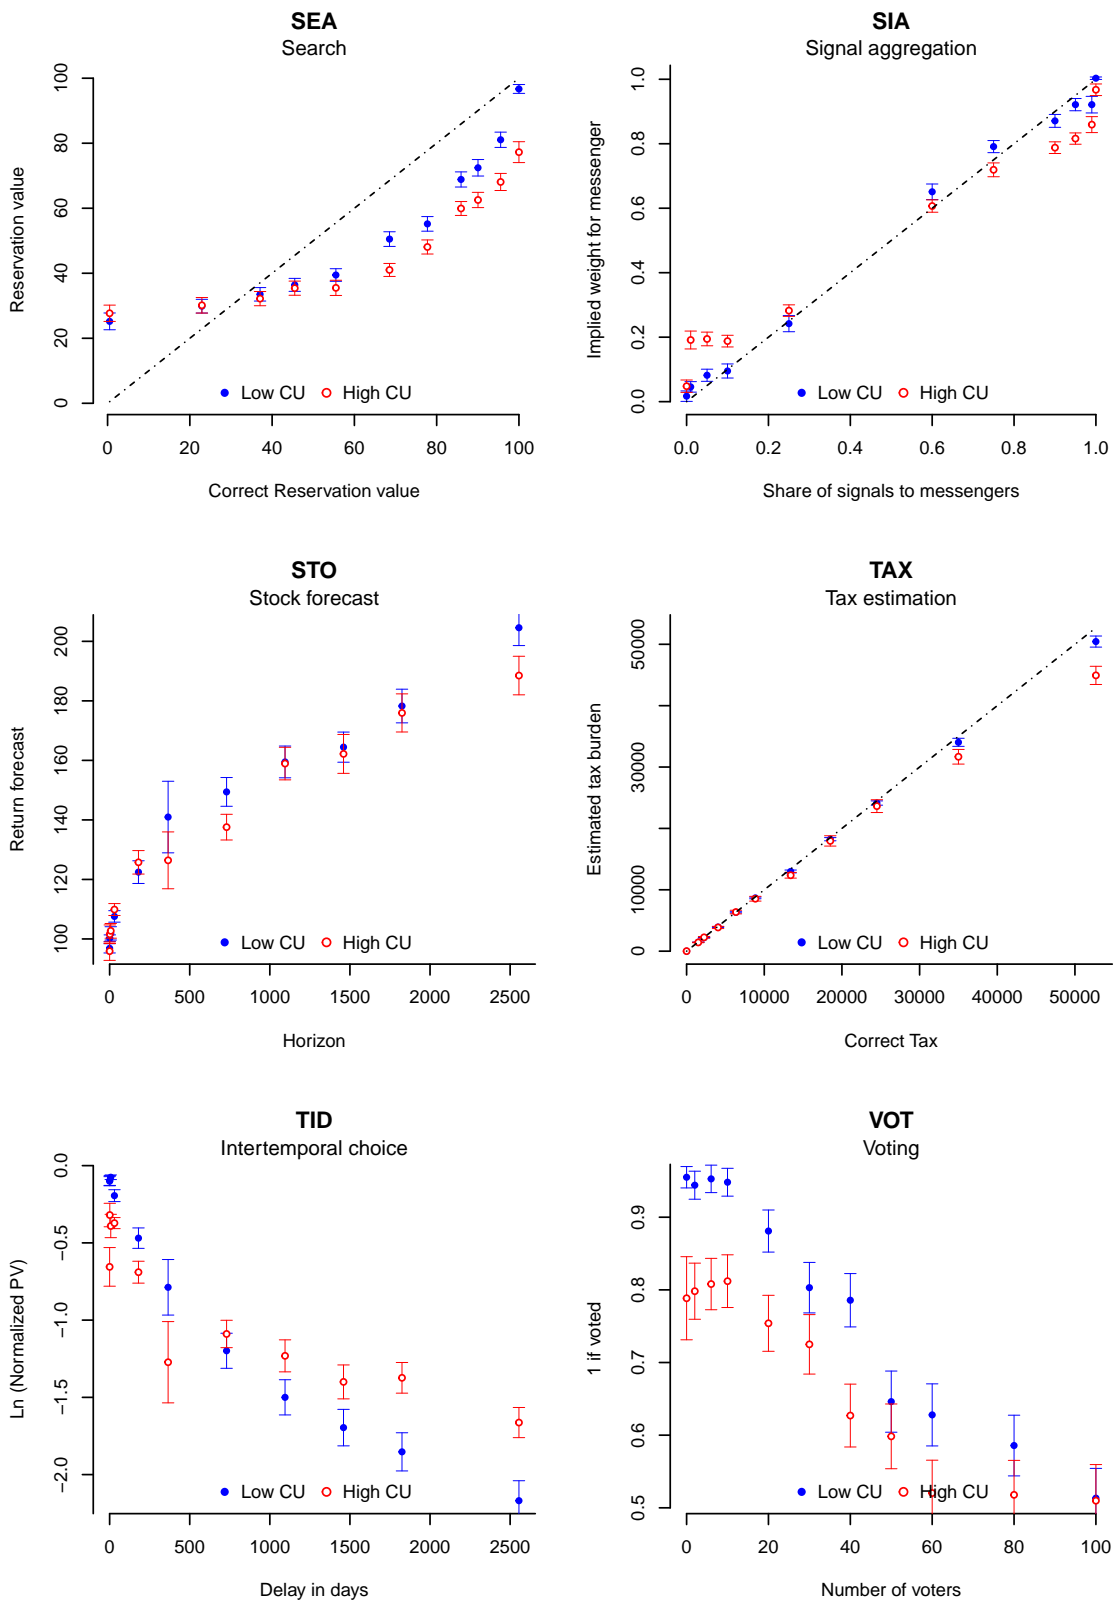 SEA
Search
Reservation value
0
20
40
60
80
100
Low CU
High CU
0
20
40
60
80
100
Correct Reservation value
SIA
Signal aggregation
Implied weight for messenger
0.0
0.2
0.4
0.6
0.8
1.0
Low CU
High CU
0.0
0.2
0.4
0.6
0.8
1.0
Share of signals to messengers
STO
Stock forecast
Return forecast
100
120
140
160
180
200
Low CU
High CU
0
500
1000
1500
2000
2500
Horizon
TAX
Tax estimation
Estimated tax burden
0
10000
30000
50000
Low CU
High CU
0
10000
20000
30000
40000
50000
Correct Tax
TID
Intertemporal choice
Ln (Normalized PV)
−2.0
−1.5
−1.0
−0.5
0.0
Low CU
High CU
0
500
1000
1500
2000
2500
Delay in days
VOT
Voting
1 if voted
0.5
0.6
0.7
0.8
0.9
Low CU
High CU
0
20
40
60
80
100
Number of voters